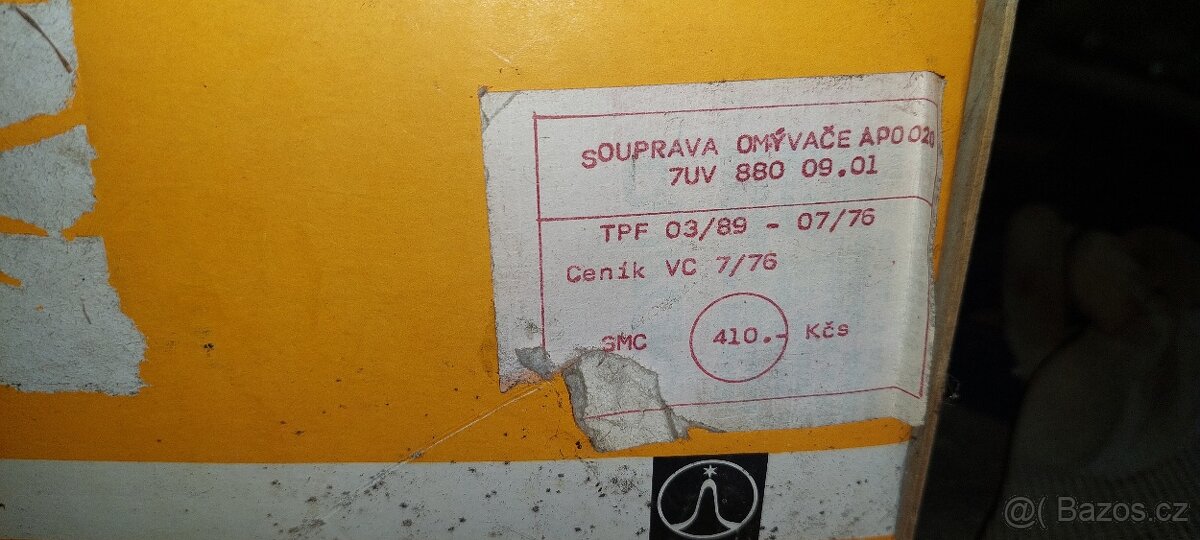 SOUPRAVA OMÝVAČE APO 020
7UV 880 09.01
TPF 03/89 - 07/76
Ceník VC 7/76
SMC 410.- Kčs
@( Bazos.cz